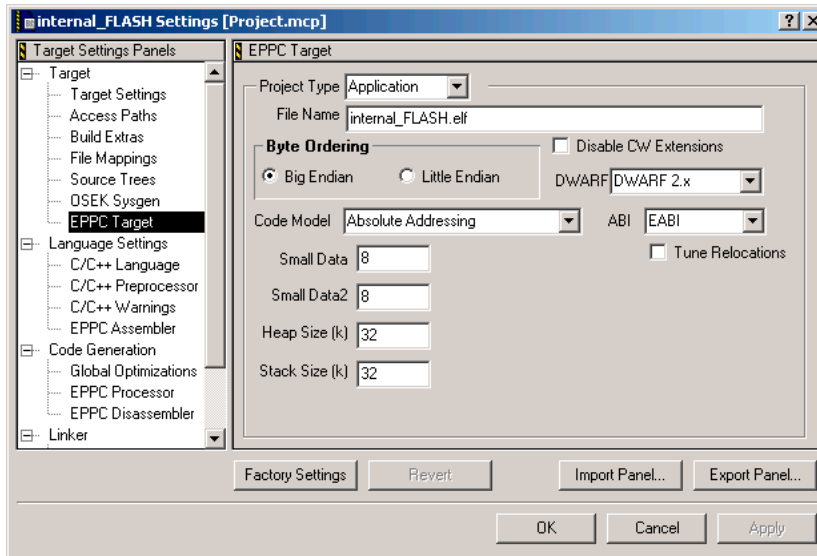 internal_FLASH Settings [Project.mcp]
Target Settings Panels
Target
Target Settings
Access Paths
Build Extras
File Mappings
Source Trees
OSEK Sysgen
EPPC Target
Language Settings
C/C++ Language
C/C++ Preprocessor
C/C++ Warnings
EPPC Assembler
Code Generation
Global Optimizations
EPPC Processor
EPPC Disassembler
Linker
EPPC Target
Project Type Application
File Name internal_FLASH.elf
Byte Ordering
Big Endian Little Endian
Disable CW Extensions
DWARF DWARF 2.x
Code Model Absolute Addressing ABI EABI
Tune Relocations
Small Data 8
Small Data2 8
Heap Size (k) 32
Stack Size (k) 32
Factory Settings Revert Import Panel... Export Panel...
OK Cancel Apply